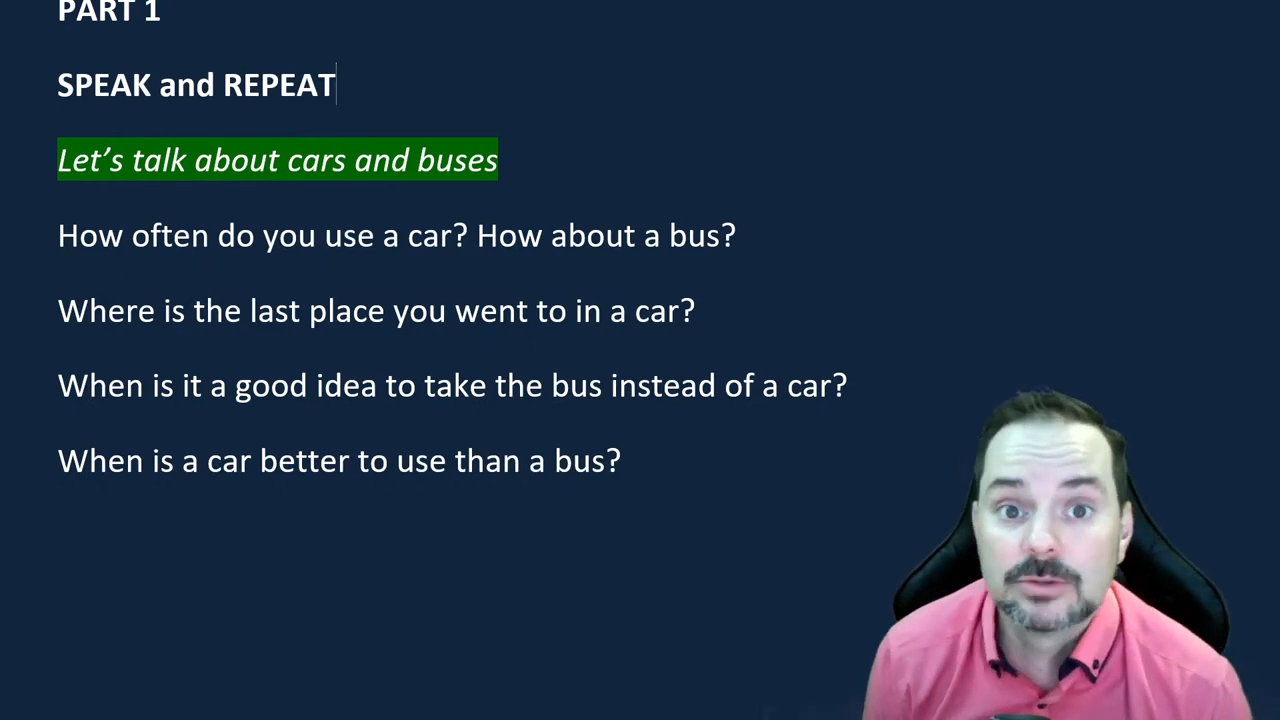 PART 1
SPEAK and REPEAT
Let’s talk about cars and buses
How often do you use a car? How about a bus?
Where is the last place you went to in a car?
When is it a good idea to take the bus instead of a car?
When is a car better to use than a bus?